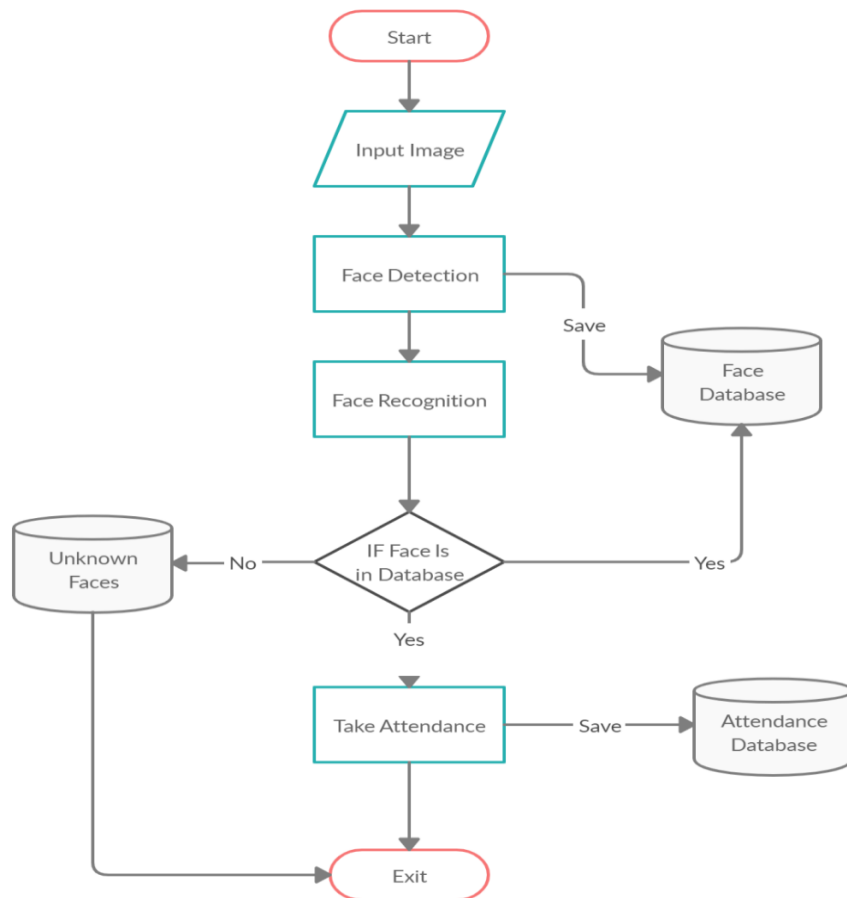 Start
Input Image
Face Detection
Save
Face
Database
Face Recognition
IF Face Is
in Database
Unknown
Faces
No
Yes
Yes
Take Attendance
Save
Attendance
Database
Exit